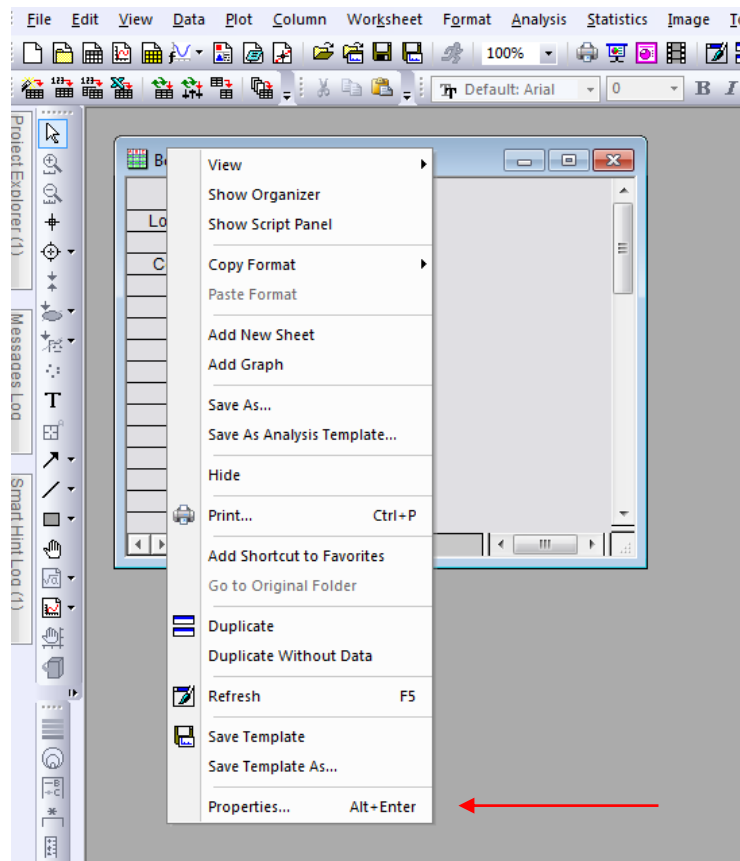 File Edit View Data Plot Column Worksheet Format Analysis Statistics Image
100%
Default: Arial 0 B I
Project Explorer (1)
Messages Log
Smart Hint Log (1)
View
Show Organizer
Show Script Panel
Copy Format
Paste Format
Add New Sheet
Add Graph
Save As...
Save As Analysis Template...
Hide
Print... Ctrl+P
Add Shortcut to Favorites
Go to Original Folder
Duplicate
Duplicate Without Data
Refresh F5
Save Template
Save Template As...
Properties... Alt+Enter